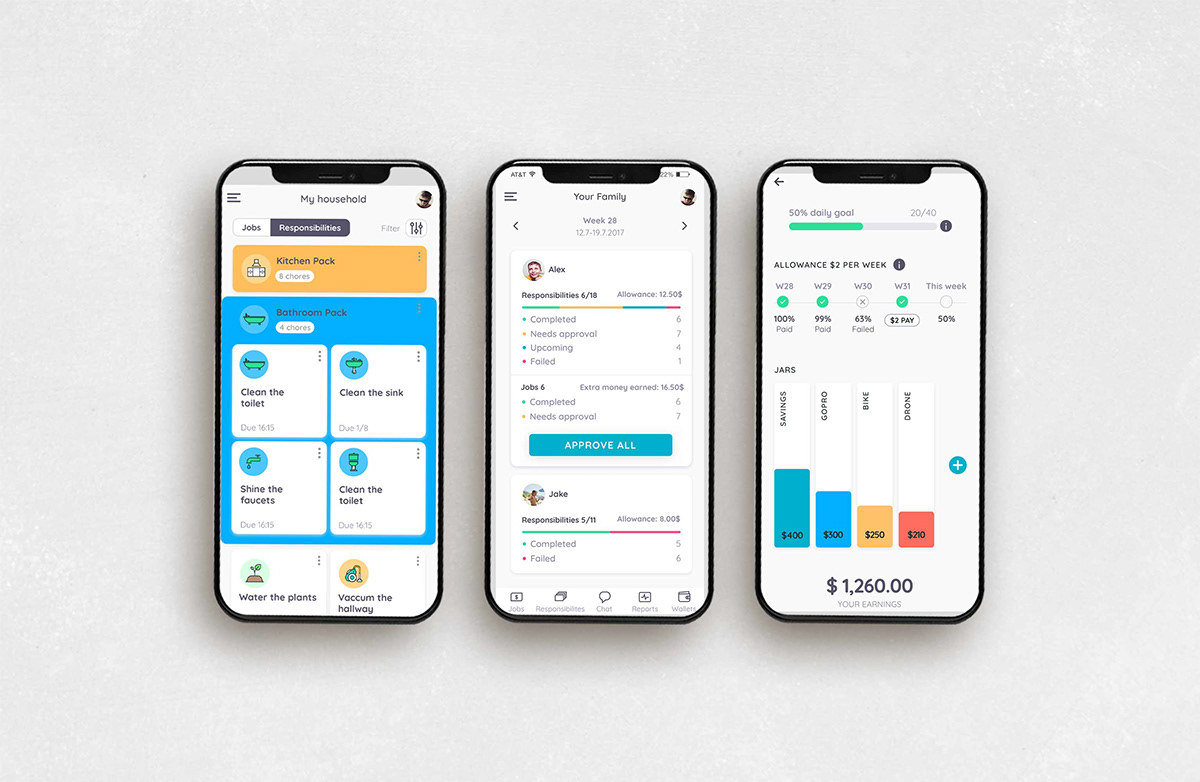 My household
Jobs Responsibilities Filter
Kitchen Pack
8 chores
Bathroom Pack
4 chores
Clean the
toilet
Due 16:15
Clean the sink
Due 1/8
Shine the
faucets
Due 16:15
Clean the
toilet
Due 16:15
Water the plants
Vaccum the
hallway
AT&T 22%
Your Family
Week 28
12.7-19.7.2017
Alex
Responsibilities 6/18 Allowance: 12.50$
Completed 6
Needs approval 7
Upcoming 4
Failed 1
Jobs 6 Extra money earned: 16.50$
Completed 6
Needs approval 7
APPROVE ALL
Jake
Responsibilities 5/11 Allowance: 8.00$
Completed 5
Failed 6
Jobs Responsibilites Chat Reports Wallets
50% daily goal 20/40
ALLOWANCE $2 PER WEEK
W28 W29 W30 W31 This week
100% 99% 63% $2 PAY 50%
Paid Paid Failed
JARS
SAVINGS GOPRO BIKE DRONE
$400 $300 $250 $210
$ 1,260.00
YOUR EARNINGS